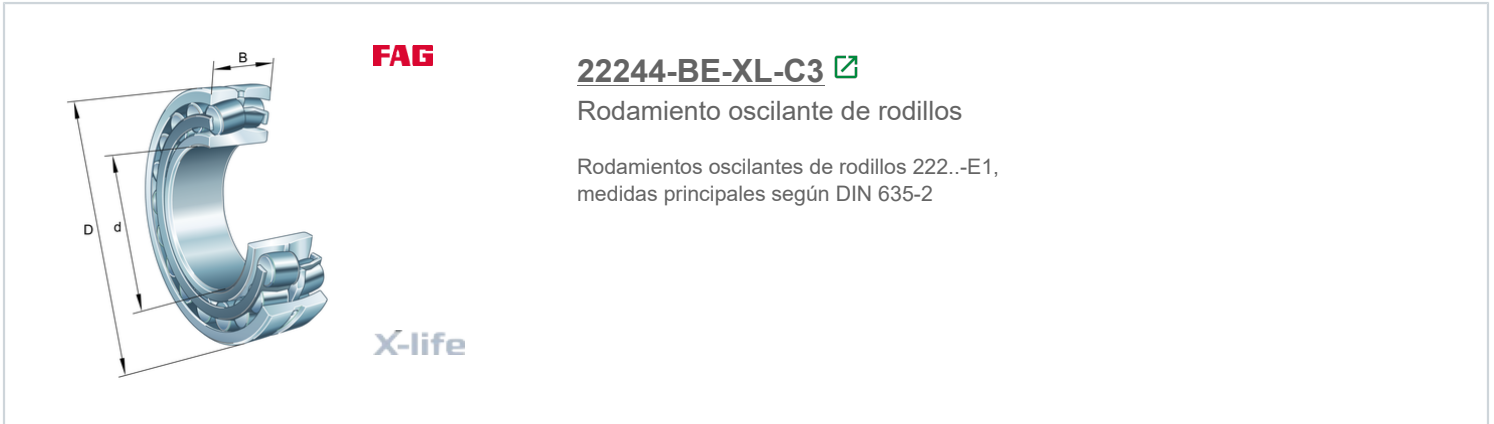 B
FAG
22244-BE-XL-C3
Rodamiento oscilante de rodillos
Rodamientos oscilantes de rodillos 222..-E1,
medidas principales según DIN 635-2
D
d
X-life